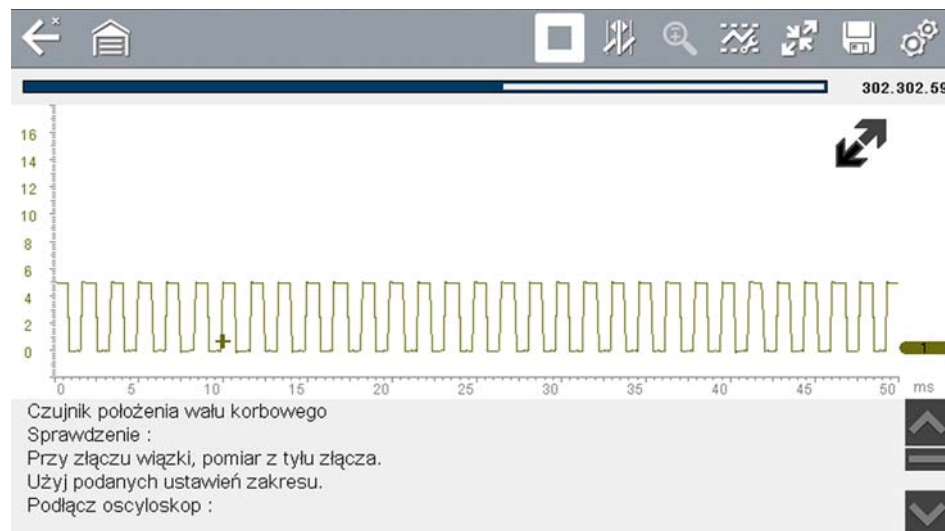 302.302.59
16
14
12
10
8
6
4
2
0
1
0 5 10 15 20 25 30 35 40 45 50 ms
Czujnik położenia wału korbowego
Sprawdzenie :
Przy złączu wiązki, pomiar z tyłu złącza.
Użyj podanych ustawień zakresu.
Podłącz oscyloskop :